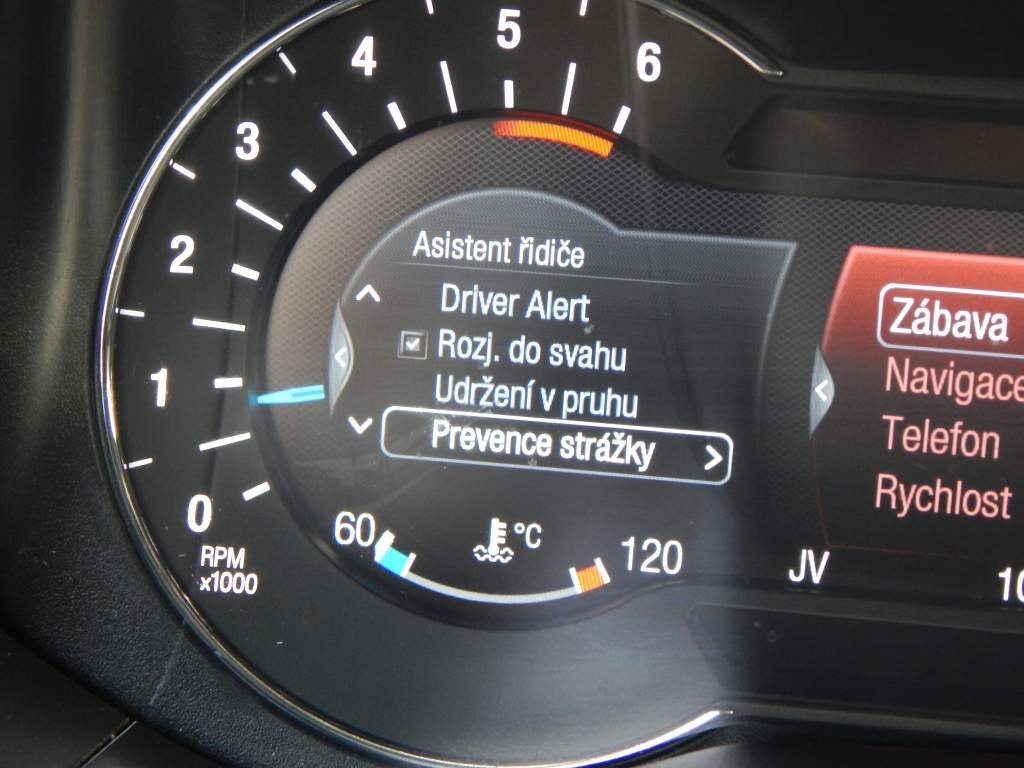 5
4
6
3
2
1
0
RPM
x1000
Asistent řidiče
Driver Alert
Rozj. do svahu
Udržení v pruhu
Prevence strážky
60
°C
120
Zábava
Navigace
Telefon
Rychlost
JV